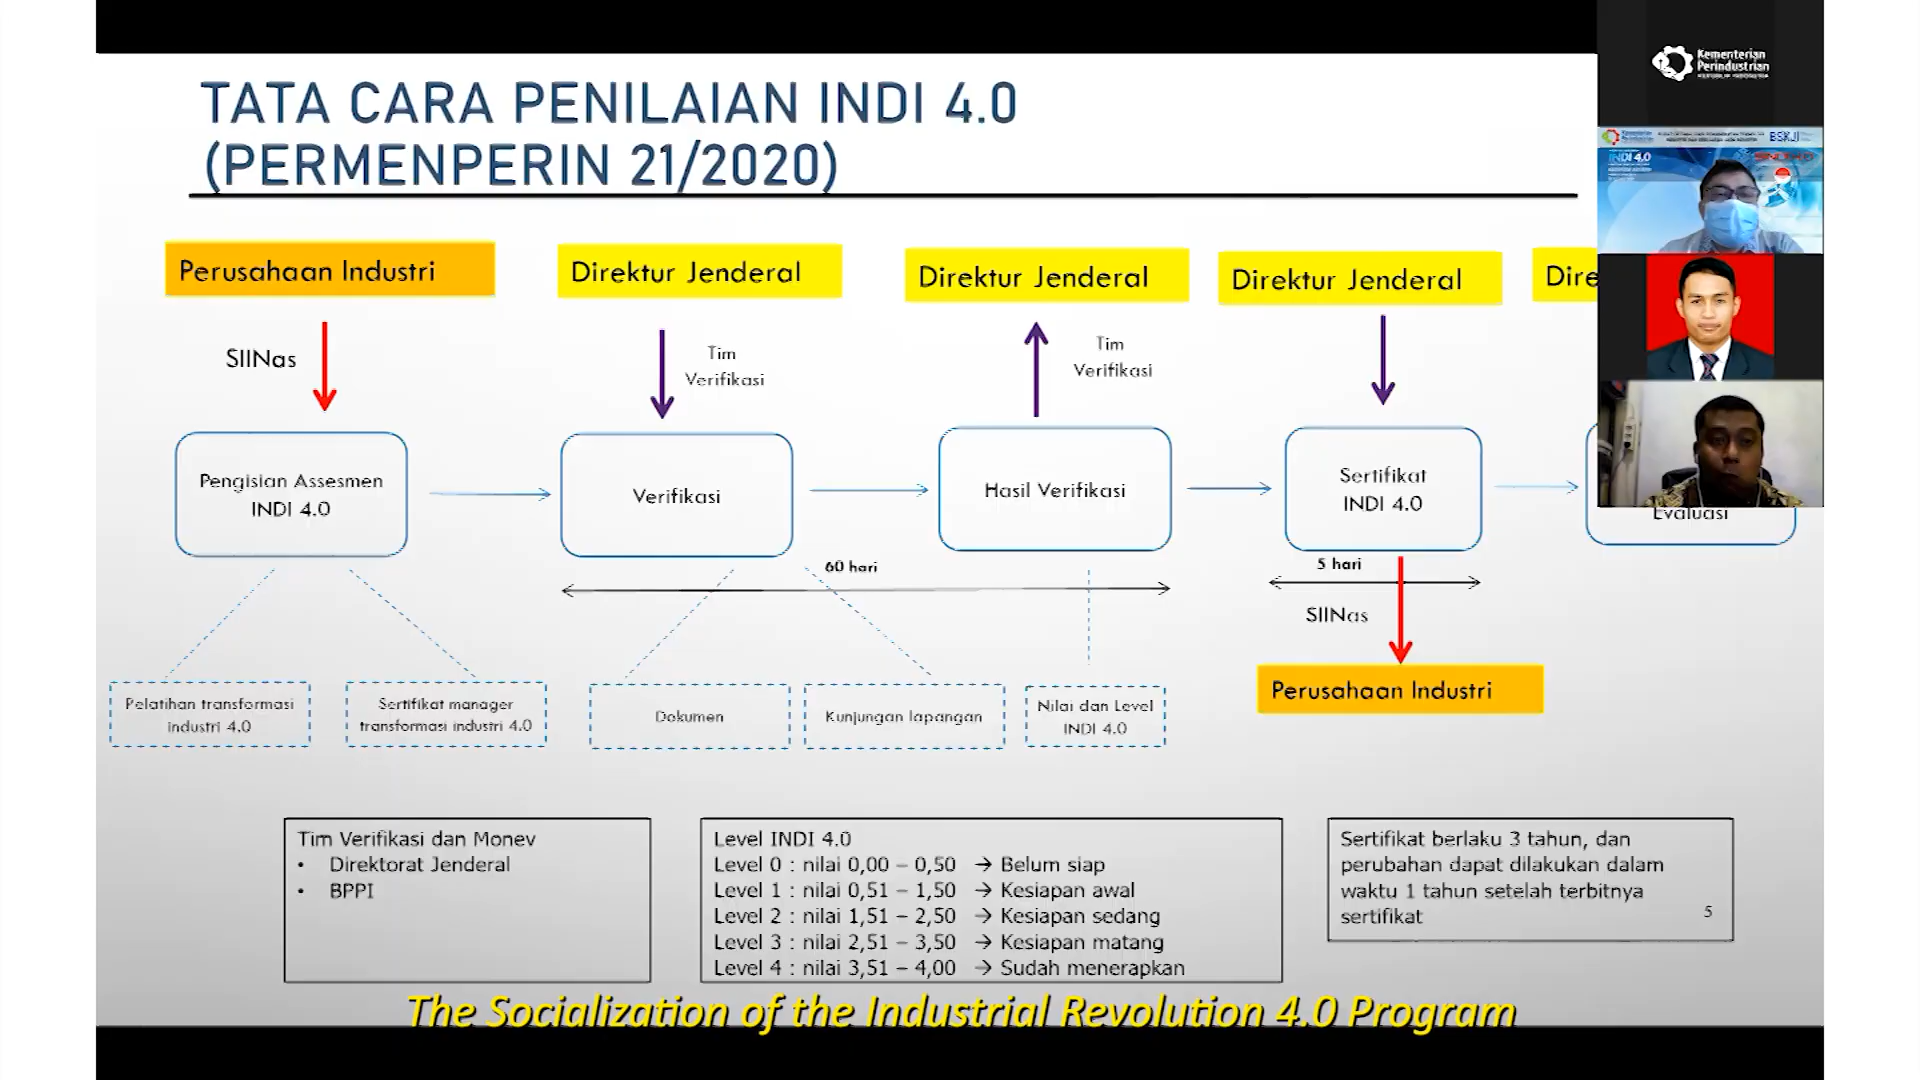 TATA CARA PENILAIAN INDI 4.0
(PERMENPERIN 21/2020)
Kementerian
Perindustrian
REPUBLIK INDONESIA
INDI 4.0
Perusahaan Industri
Direktur Jenderal
Direktur Jenderal
Direktur Jenderal
Dire
SIINas
Tim
Verifikasi
Tim
Verifikasi
Pengisian Assesmen
INDI 4.0
Verifikasi
Hasil Verifikasi
Sertifikat
INDI 4.0
Evaluasi
60 hari
5 hari
SIINas
Perusahaan Industri
Pelatihan transformasi
industri 4.0
Sertifikat manager
transformasi industri 4.0
Dokumen
Kunjungan lapangan
Nilai dan Level
INDI 4.0
Tim Verifikasi dan Monev
• Direktorat Jenderal
• BPPI
Level INDI 4.0
Level 0 : nilai 0,00 – 0,50 → Belum siap
Level 1 : nilai 0,51 – 1,50 → Kesiapan awal
Level 2 : nilai 1,51 – 2,50 → Kesiapan sedang
Level 3 : nilai 2,51 – 3,50 → Kesiapan matang
Level 4 : nilai 3,51 – 4,00 → Sudah menerapkan
Sertifikat berlaku 3 tahun, dan
perubahan dapat dilakukan dalam
waktu 1 tahun setelah terbitnya
sertifikat
5
The Socialization of the Industrial Revolution 4.0 Program